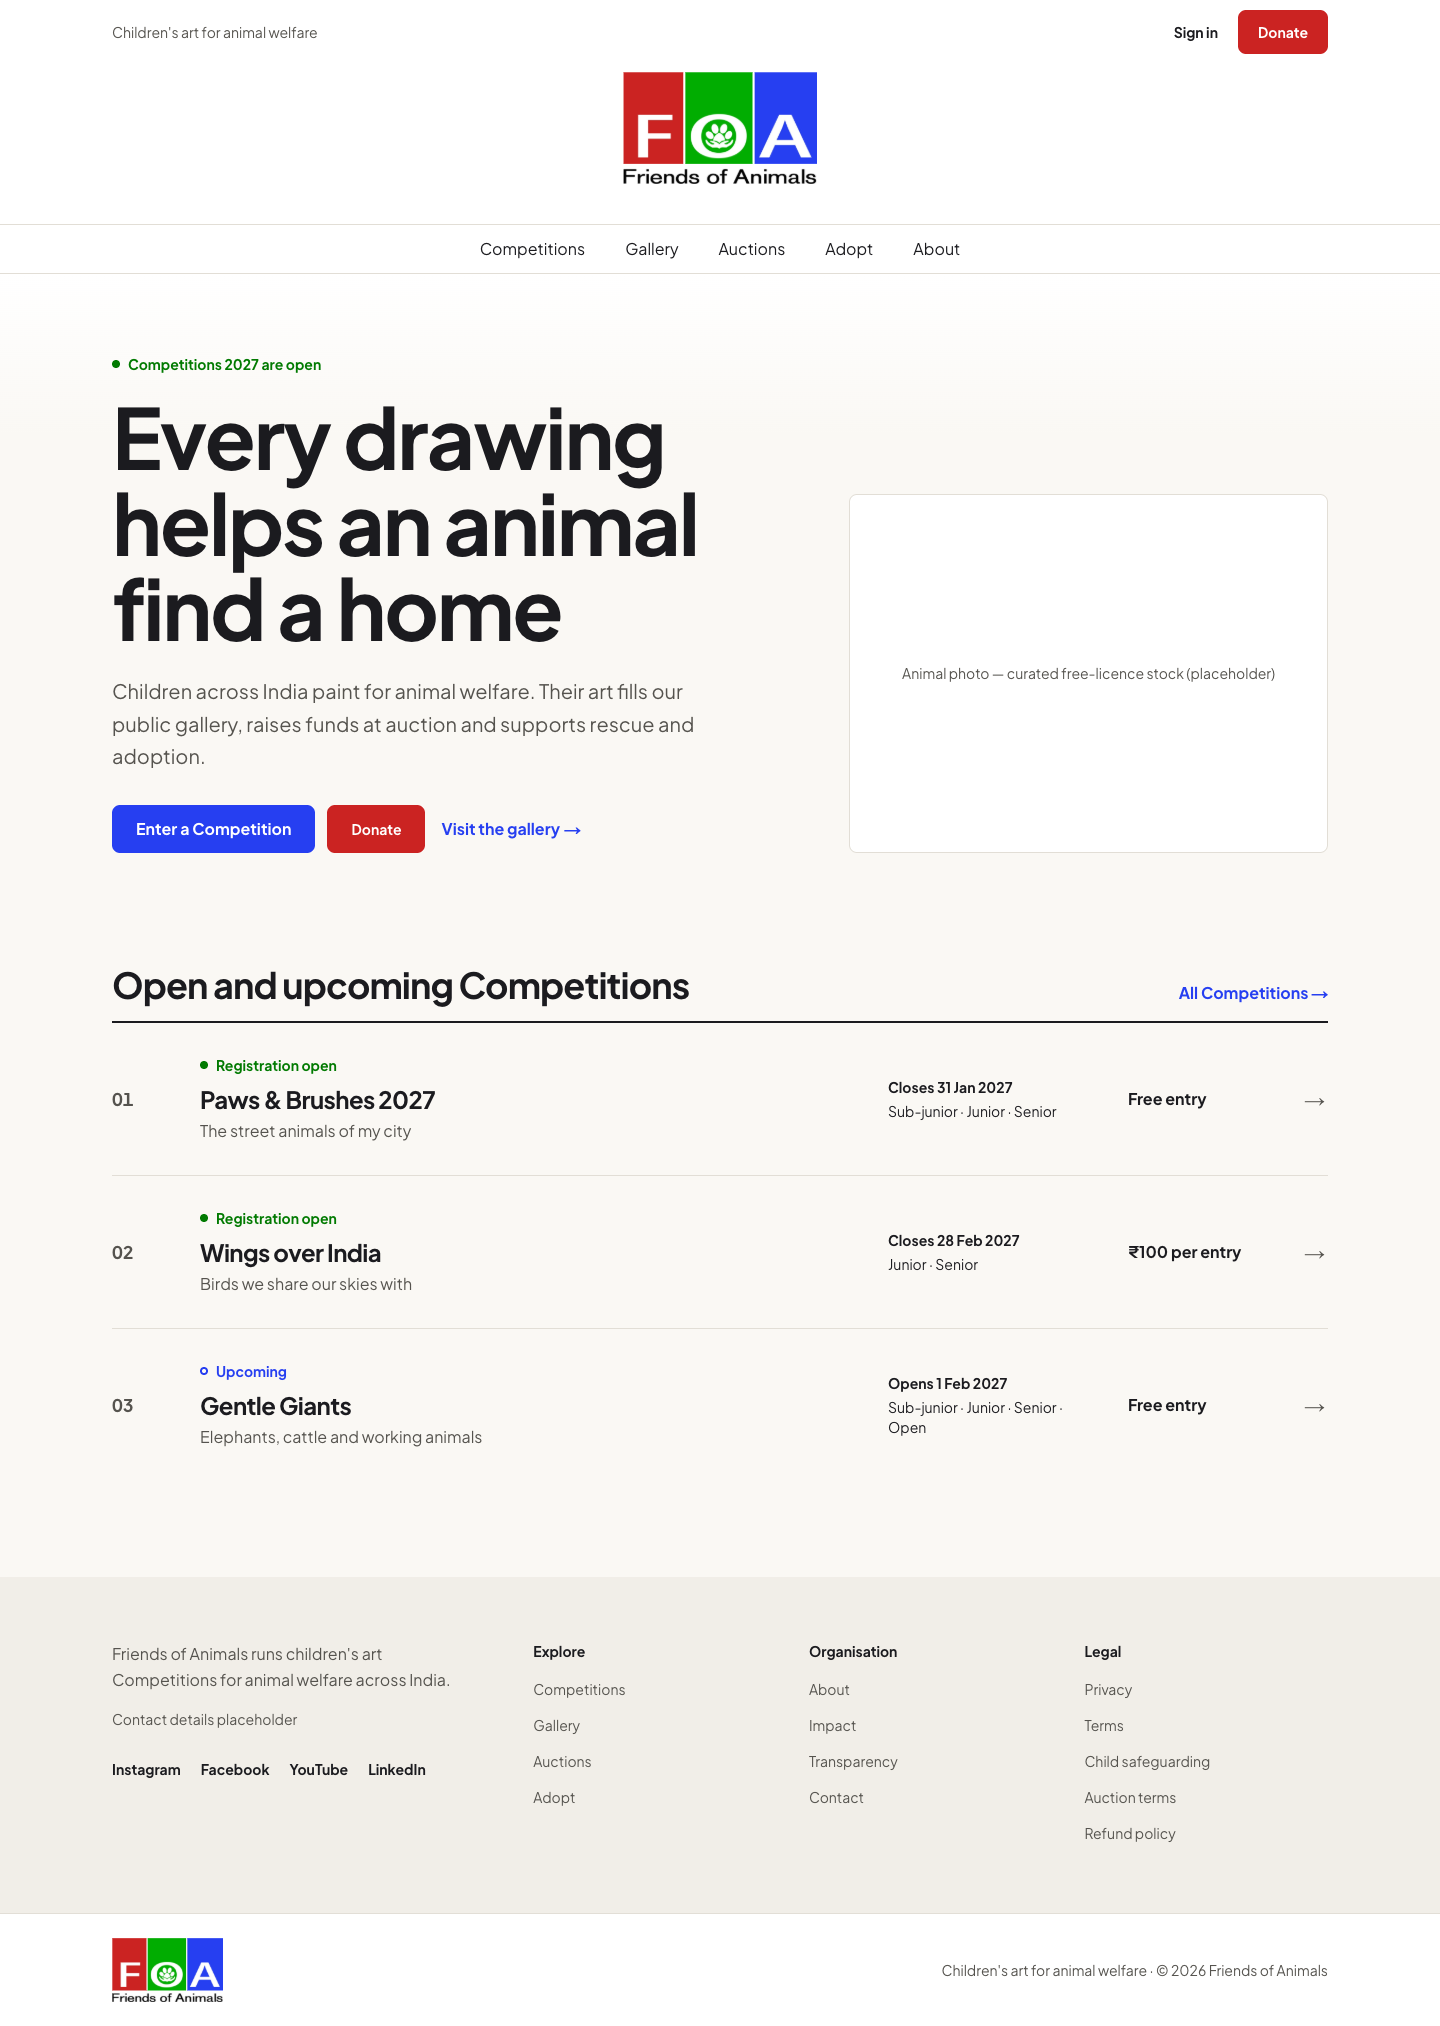 Children's art for animal welfare
Sign in
Donate
FOA
Friends of Animals
Competitions
Gallery
Auctions
Adopt
About
Competitions 2027 are open
Every drawing
helps an animal
find a home
Children across India paint for animal welfare. Their art fills our
public gallery, raises funds at auction and supports rescue and
adoption.
Enter a Competition
Donate
Visit the gallery →
Animal photo — curated free-licence stock (placeholder)
Open and upcoming Competitions
All Competitions →
01
Registration open
Paws & Brushes 2027
The street animals of my city
Closes 31 Jan 2027
Sub-junior · Junior · Senior
Free entry
→
02
Registration open
Wings over India
Birds we share our skies with
Closes 28 Feb 2027
Junior · Senior
₹100 per entry
→
03
Upcoming
Gentle Giants
Elephants, cattle and working animals
Opens 1 Feb 2027
Sub-junior · Junior · Senior ·
Open
Free entry
→
Friends of Animals runs children's art
Competitions for animal welfare across India.
Contact details placeholder
Instagram
Facebook
YouTube
LinkedIn
Explore
Competitions
Gallery
Auctions
Adopt
Organisation
About
Impact
Transparency
Contact
Legal
Privacy
Terms
Child safeguarding
Auction terms
Refund policy
FOA
Friends of Animals
Children's art for animal welfare · © 2026 Friends of Animals